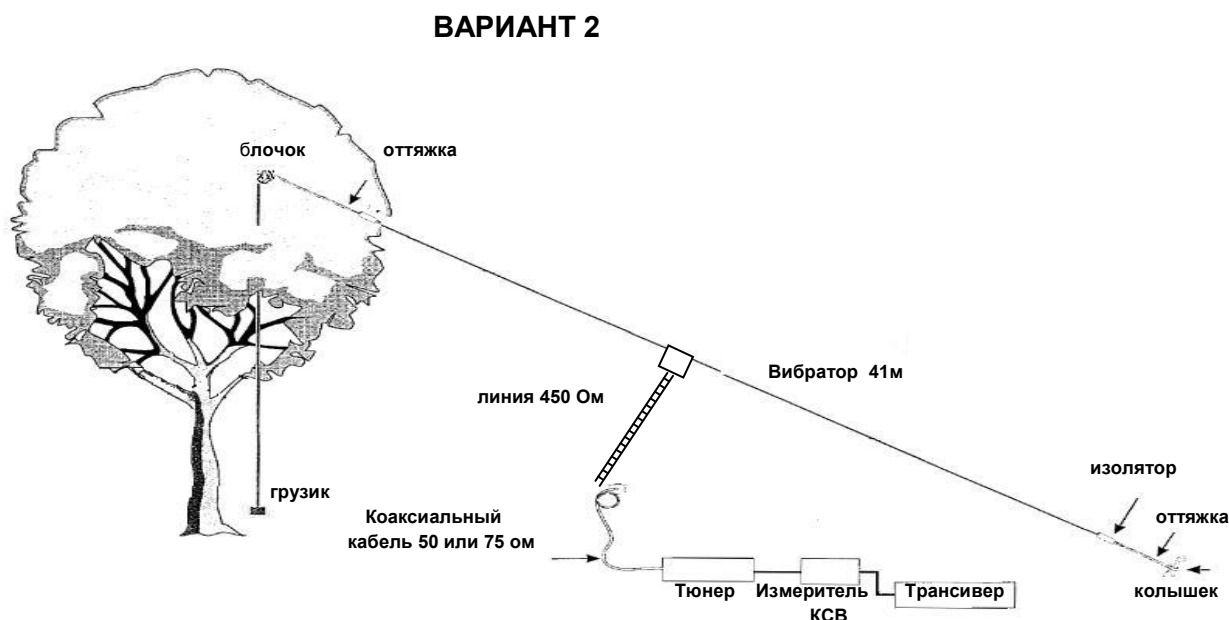 ВАРИАНТ 2
блочок
оттяжка
Вибратор 41м
линия 450 Ом
изолятор
грузик
оттяжка
Коаксиальный
кабель 50 или 75 ом
Тюнер
Измеритель
КСВ
Трансивер
колышек